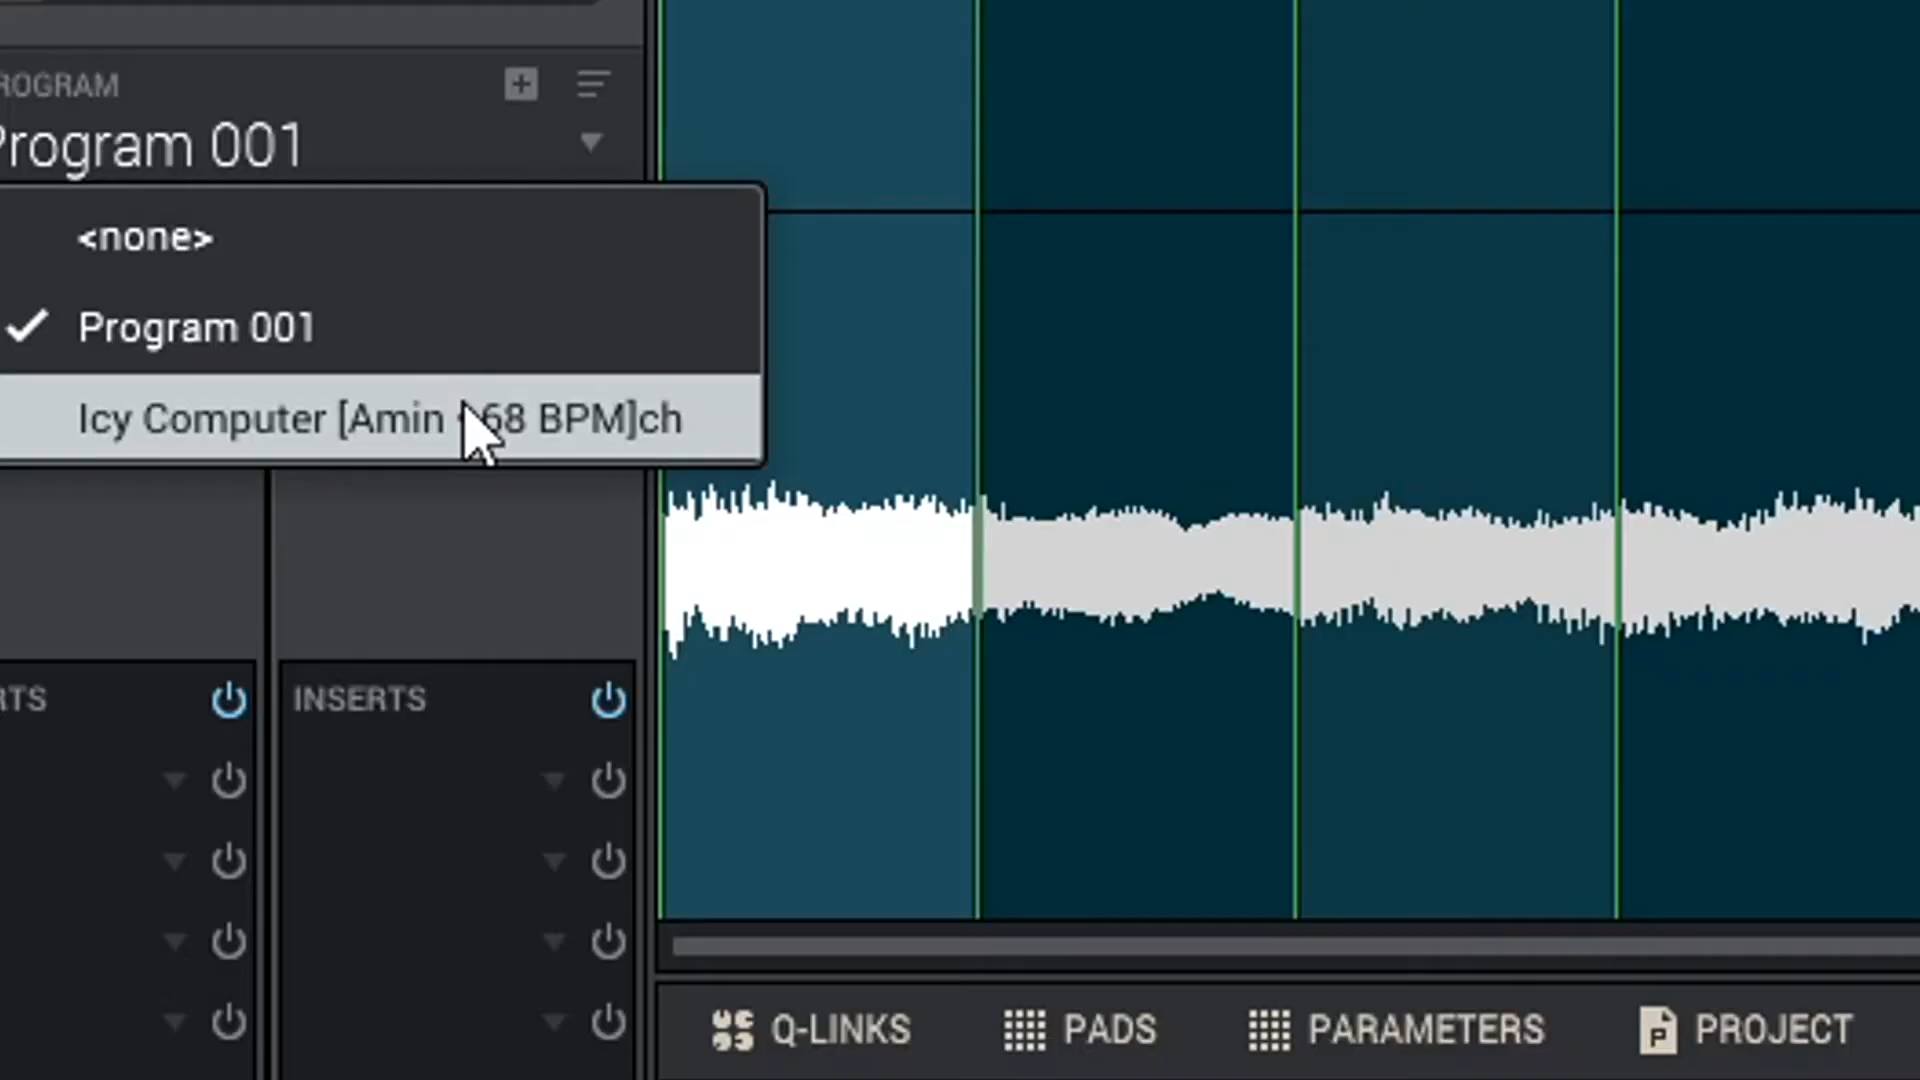 ROGRAM
Program 001
<none>
Program 001
Icy Computer [Amin 68 BPM]ch
RTS
INSERTS
Q-LINKS
PADS
PARAMETERS
PROJECT